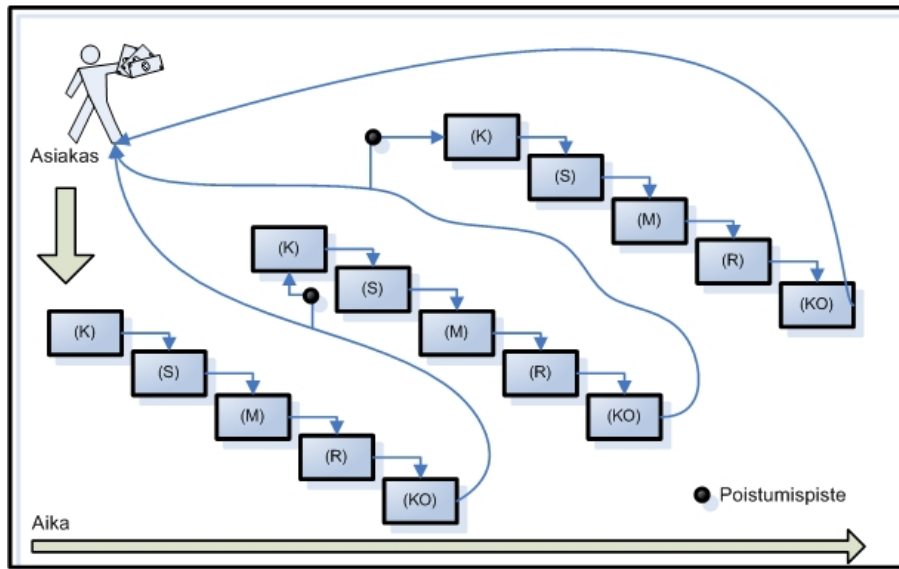 Asiakas
(K)
(S)
(M)
(R)
(KO)
(K)
(S)
(M)
(R)
(KO)
(K)
(S)
(M)
(R)
(KO)
Poistumispiste
Aika